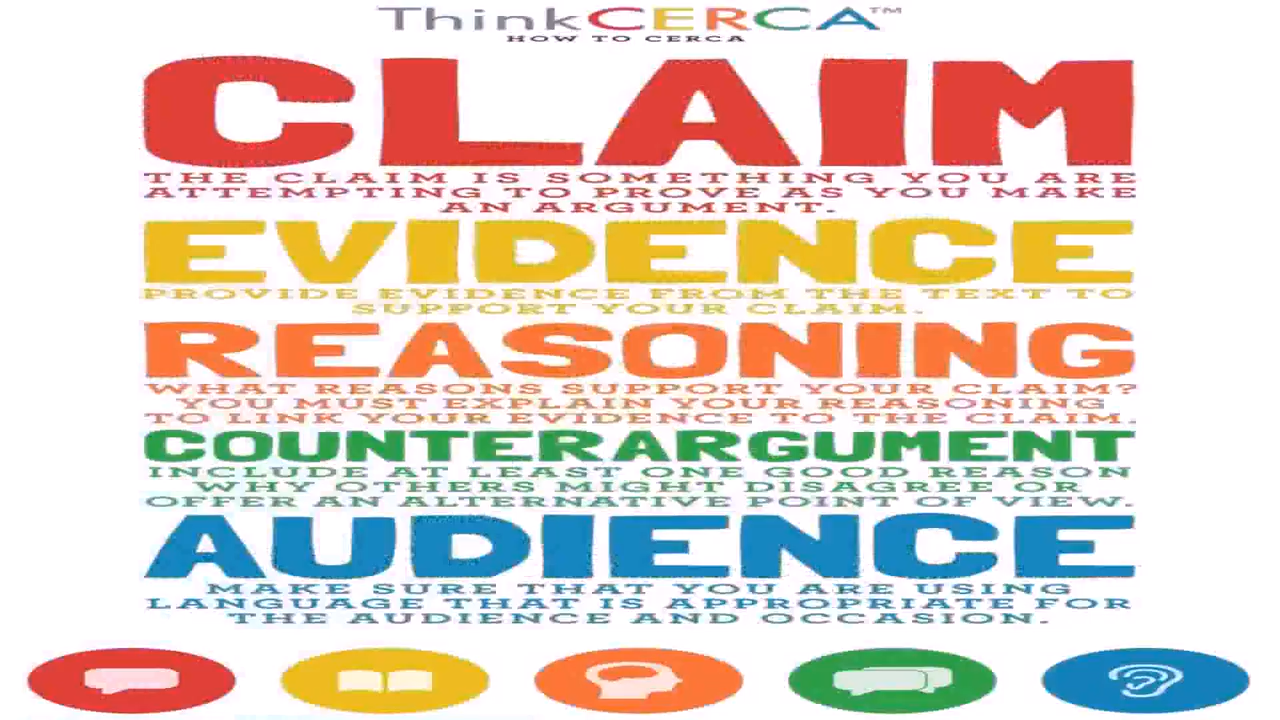 ThinkCERCA™
HOW TO CERCA
CLAIM
THE CLAIM IS SOMETHING YOU ARE
ATTEMPTING TO PROVE AS YOU MAKE
AN ARGUMENT.
EVIDENCE
PROVIDE EVIDENCE FROM THE TEXT TO
SUPPORT YOUR CLAIM.
REASONING
WHAT REASONS SUPPORT YOUR CLAIM?
YOU MUST EXPLAIN YOUR REASONING
TO LINK YOUR EVIDENCE TO THE CLAIM.
COUNTERARGUMENT
INCLUDE AT LEAST ONE GOOD REASON
WHY OTHERS MIGHT DISAGREE OR
OFFER AN ALTERNATIVE POINT OF VIEW.
AUDIENCE
MAKE SURE THAT YOU ARE USING
LANGUAGE THAT IS APPROPRIATE FOR
THE AUDIENCE AND OCCASION.